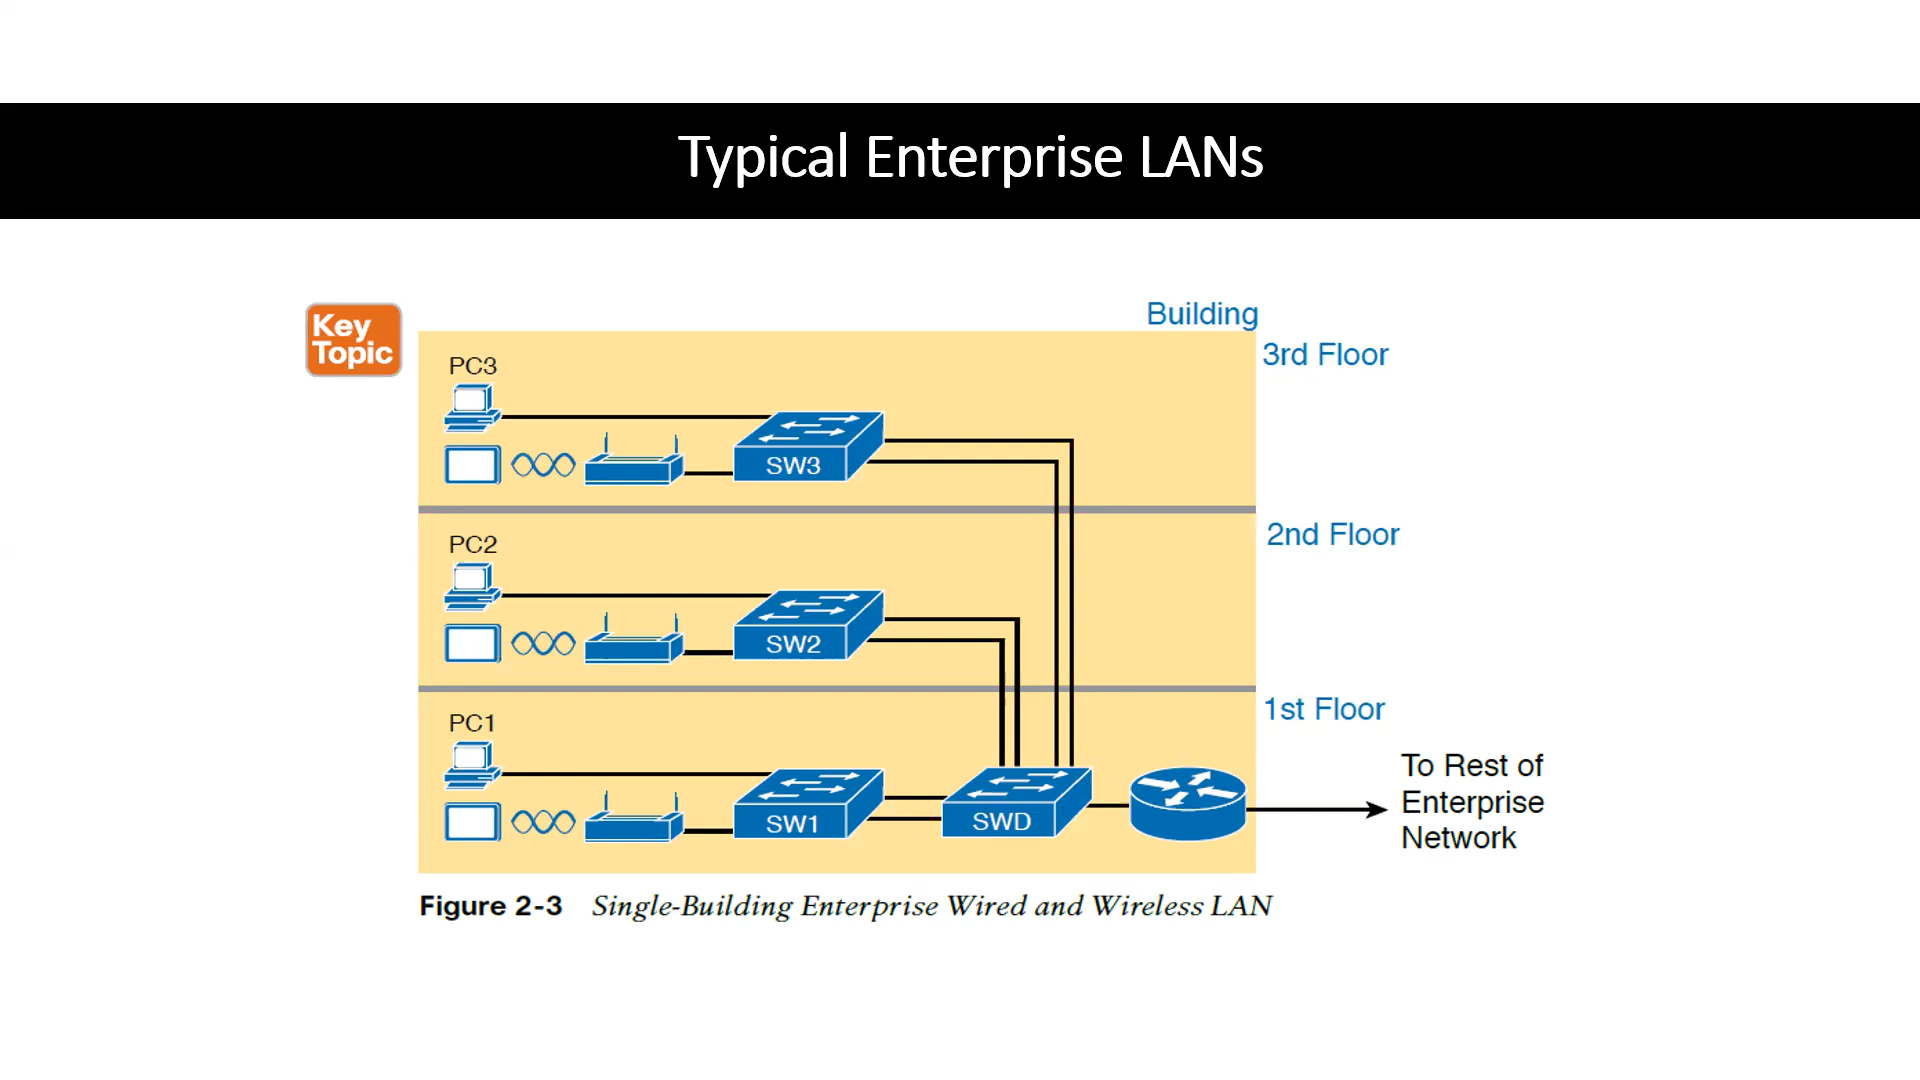 Typical Enterprise LANs
Key
Topic
Building
3rd Floor
PC3
SW3
2nd Floor
PC2
SW2
1st Floor
PC1
SW1
SWD
To Rest of
Enterprise
Network
Figure 2-3 Single-Building Enterprise Wired and Wireless LAN